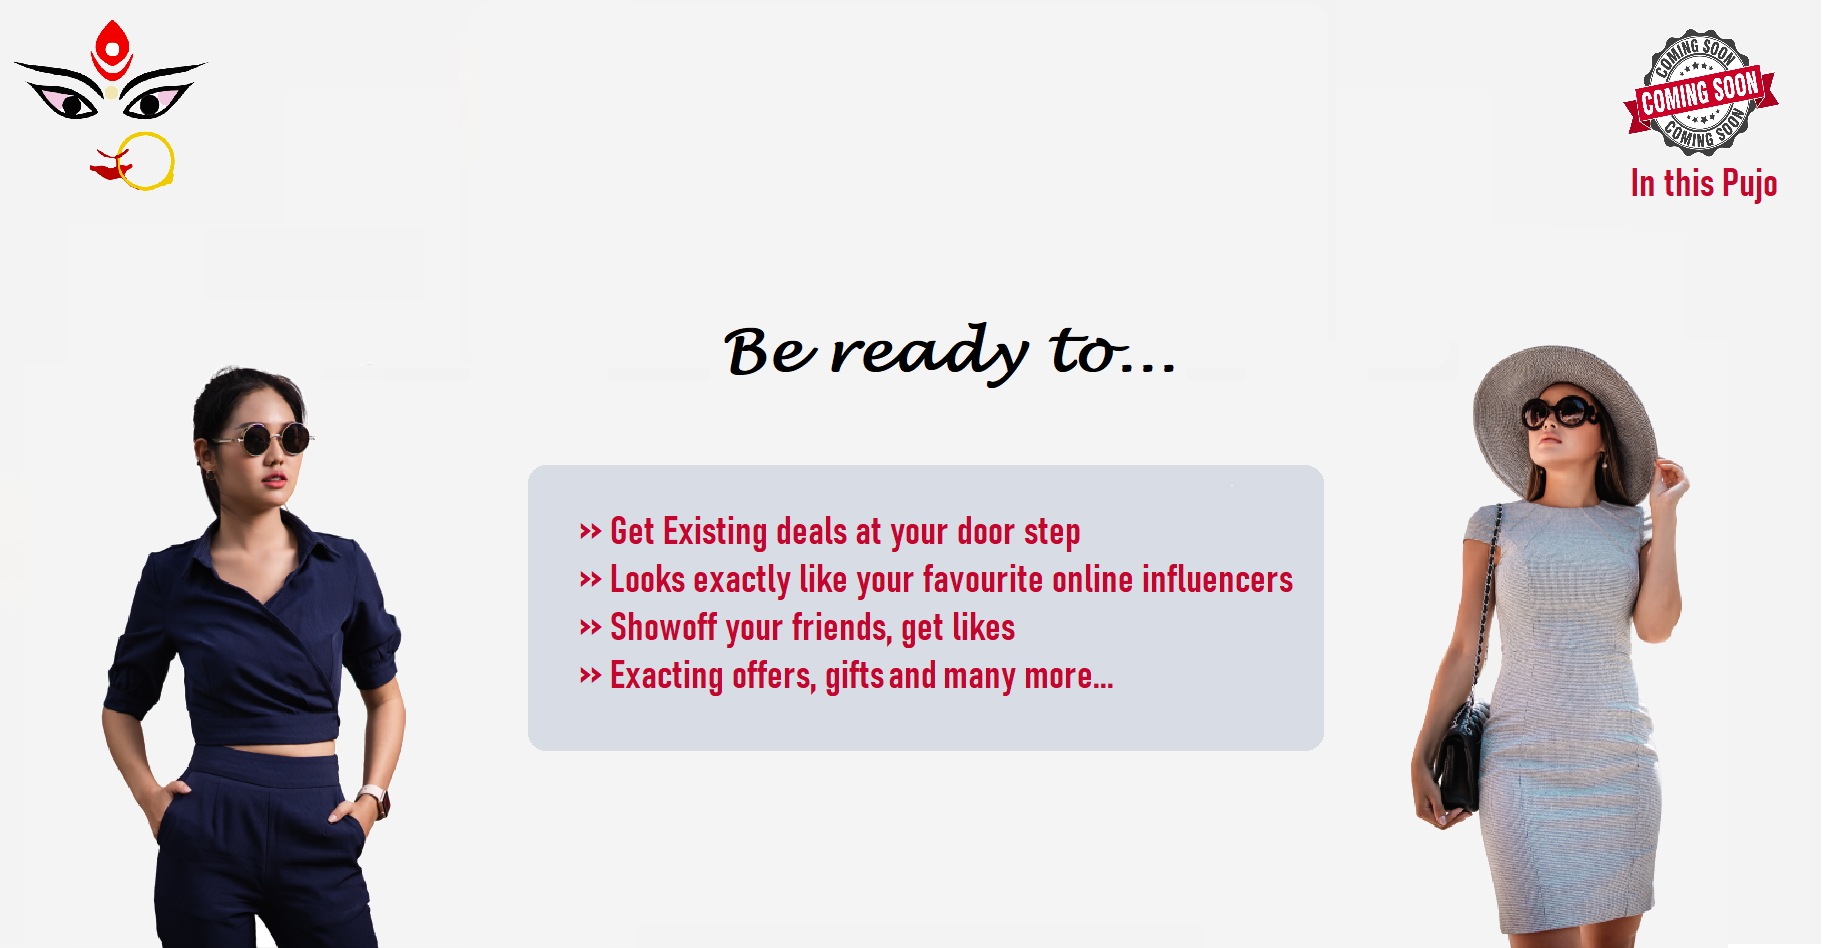 COMING SOON
COMING SOON
COMING SOON
In this Pujo
Be ready to...
>> Get Existing deals at your door step
>> Looks exactly like your favourite online influencers
>> Showoff your friends, get likes
>> Exacting offers, gifts and many more...